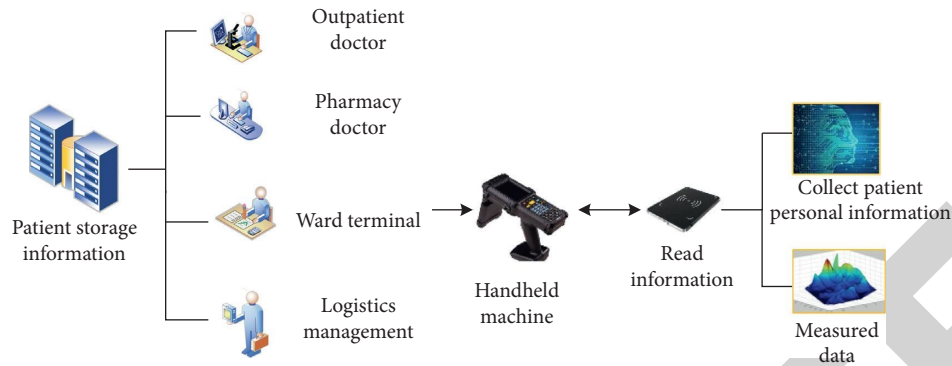 Outpatient
doctor
Pharmacy
doctor
Patient storage
information
Ward terminal
Logistics
management
Handheld
machine
Read
information
Collect patient
personal information
Measured
data